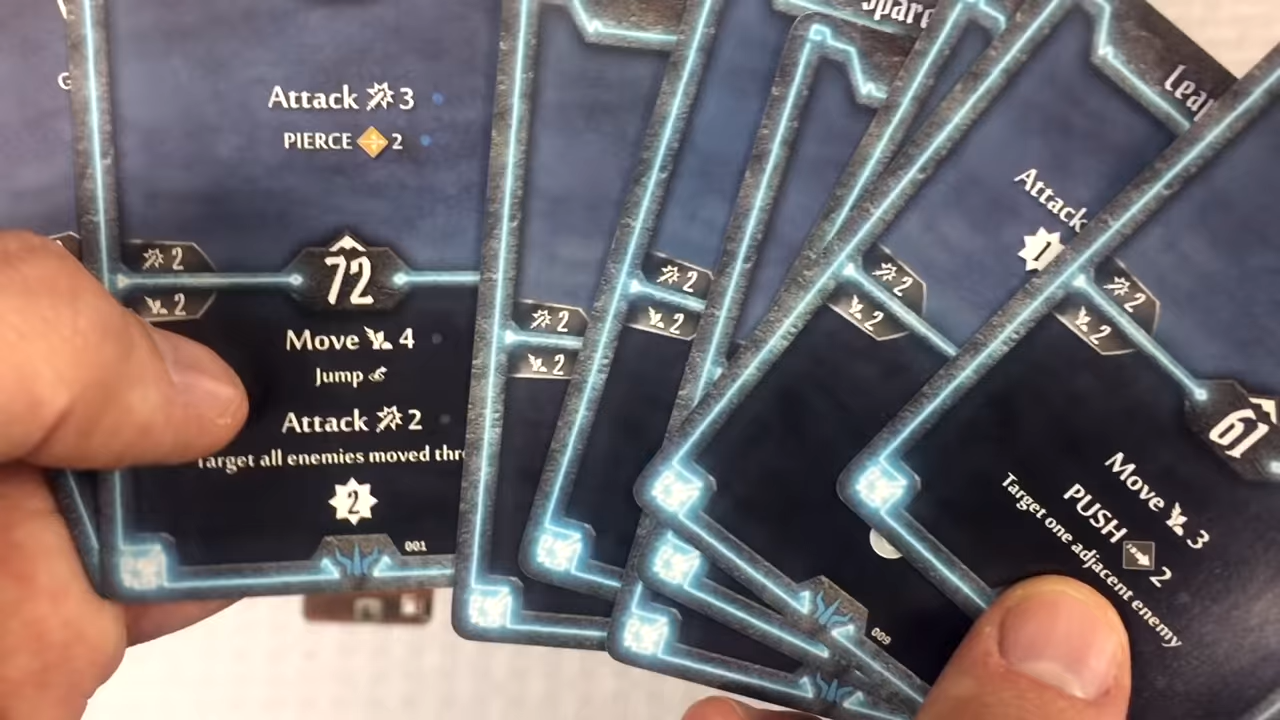 G
Attack 3
PIERCE 2
2
72
2
Move 4
Jump
Attack 2
Target all enemies moved thr
2
001
2
2
2
2
Spare
2
2
009
Lea
Attack
1
2
2
61
Move 3
PUSH 2
Target one adjacent enemy